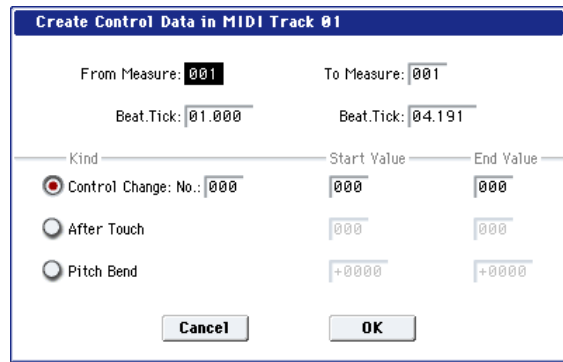 Create Control Data in MIDI Track 01
From Measure: 001 To Measure: 001
Beat.Tick: 01.000 Beat.Tick: 04.191
Kind Start Value End Value
Control Change: No.: 000 000 000
After Touch 000 000
Pitch Bend +0000 +0000
Cancel OK